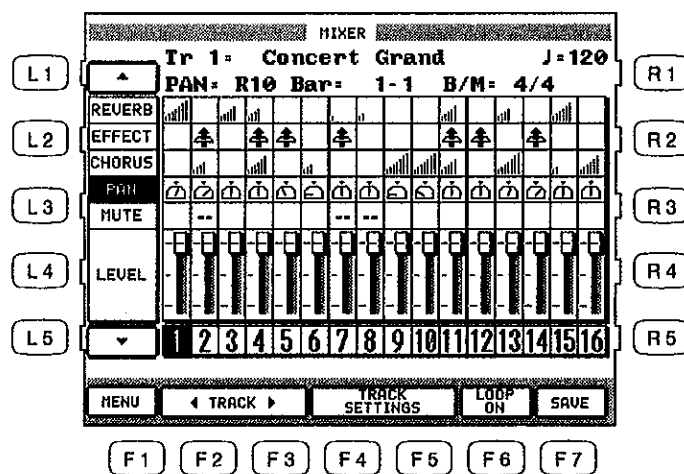 MIXER
Tr 1= Concert Grand ♩=120
PAN= R10 Bar= 1-1 B/M= 4/4
L1 R1
REVERB
L2 EFFECT R2
CHORUS
PAN
L3 R3
MUTE --  -- --
L4 LEVEL R4
L5 1 2 3 4 5 6 7 8 9 10 11 12 13 14 15 16 R5
MENU ◀ TRACK ▶ TRACK SETTINGS LOOP ON SAVE
F1 F2 F3 F4 F5 F6 F7